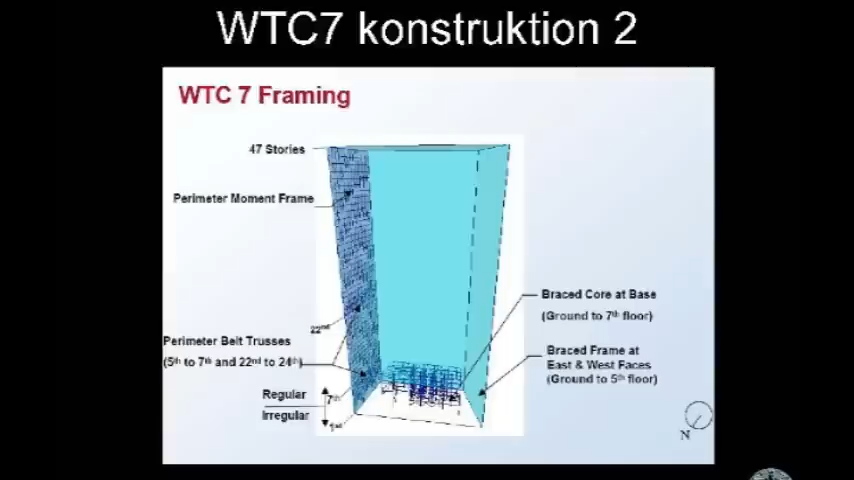 WTC7 konstruktion 2
WTC 7 Framing
47 Stories
Perimeter Moment Frame
22nd
Perimeter Belt Trusses
(5th to 7th and 22nd to 24th)
Regular
7th
Irregular
1st
Braced Core at Base
(Ground to 7th floor)
Braced Frame at
East & West Faces
(Ground to 5th floor)
N